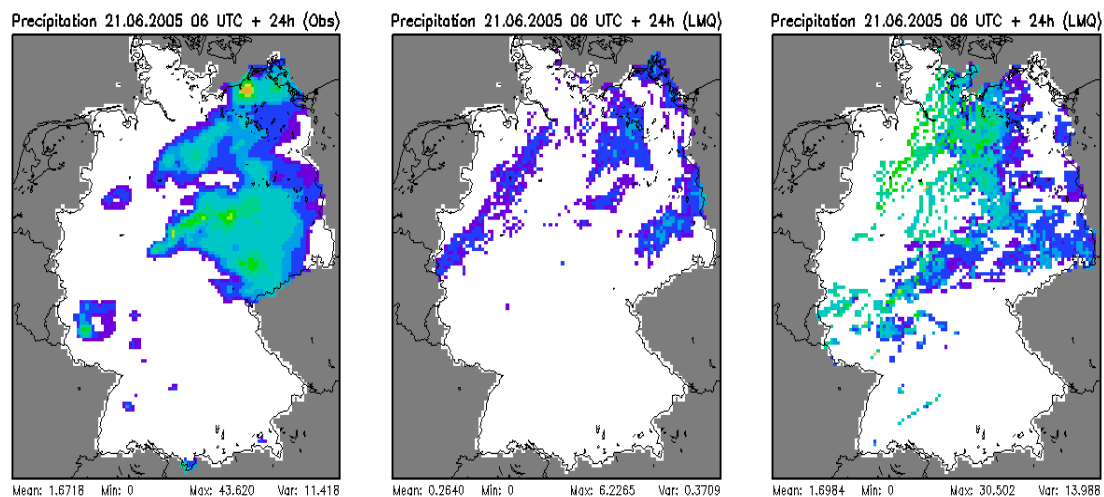 Precipitation 21.06.2005 06 UTC + 24h (Obs)
Precipitation 21.06.2005 06 UTC + 24h (LMQ)
Precipitation 21.06.2005 06 UTC + 24h (LMQ)
Mean: 1.6718 Min: 0 Max: 43.620 Var: 11.418
Mean: 0.2640 Min: 0 Max: 6.2265 Var: 0.3709
Mean: 1.6984 Min: 0 Max: 30.502 Var: 13.988